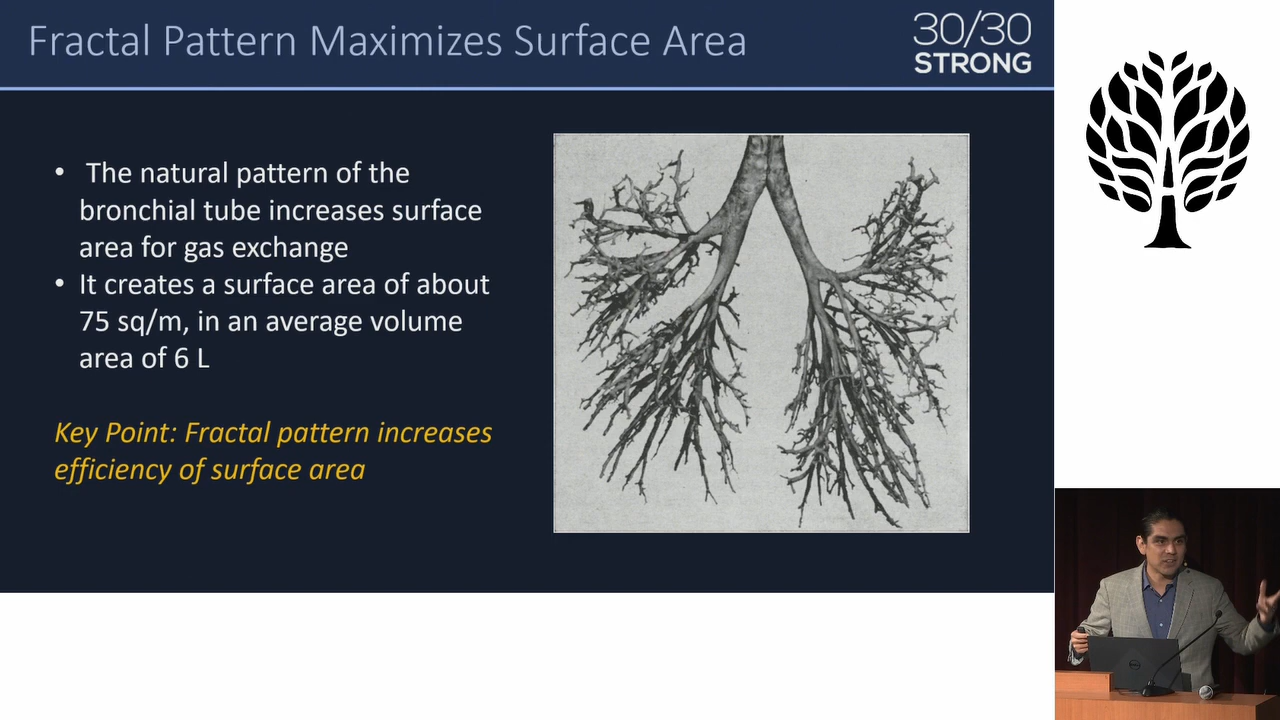 Fractal Pattern Maximizes Surface Area
30/30
STRONG
• The natural pattern of the
bronchial tube increases surface
area for gas exchange
• It creates a surface area of about
75 sq/m, in an average volume
area of 6 L
Key Point: Fractal pattern increases
efficiency of surface area